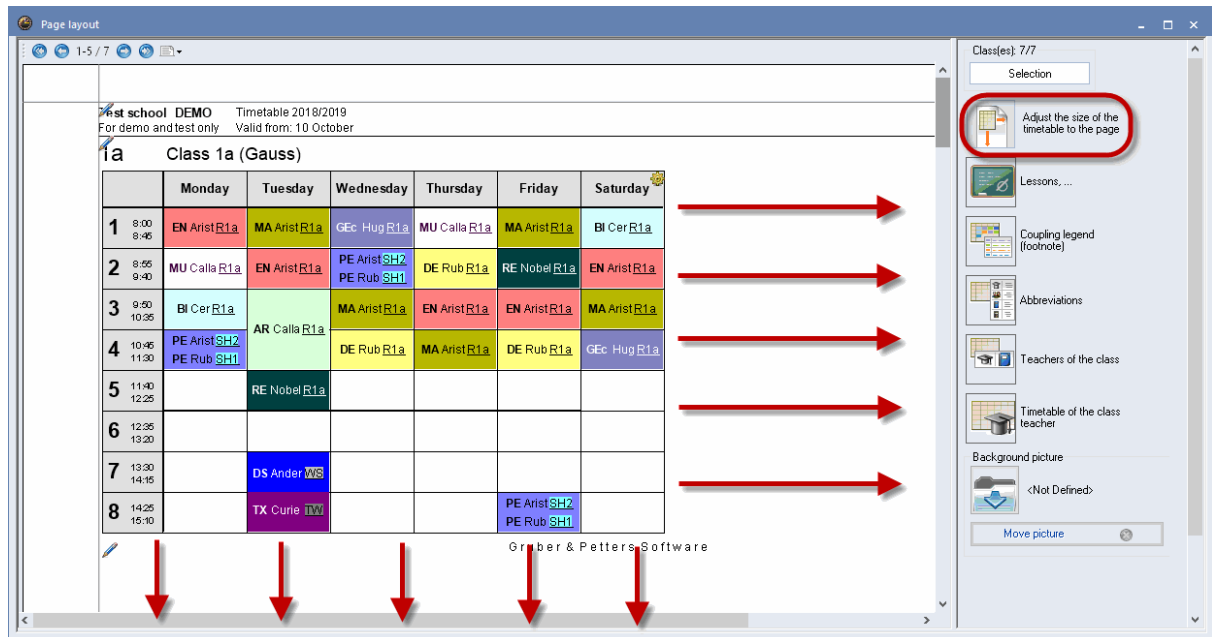 Page layout
1-5 / 7
Test school DEMO Timetable 2018/2019
For demo and test only Valid from: 10 October
1a Class 1a (Gauss)
Monday Tuesday Wednesday Thursday Friday Saturday
1 8:00 8:45 EN Arist R1a MA Arist R1a GEc Hug R1a MU Calla R1a MA Arist R1a BI Cer R1a
2 8:55 9:40 MU Calla R1a EN Arist R1a PE Arist SH2 PE Rub SH1 DE Rub R1a RE Nobel R1a EN Arist R1a
3 9:50 10:35 BI Cer R1a AR Calla R1a MA Arist R1a EN Arist R1a EN Arist R1a MA Arist R1a
4 10:45 11:30 PE Arist SH2 PE Rub SH1 DE Rub R1a MA Arist R1a DE Rub R1a GEc Hug R1a
5 11:40 12:25 RE Nobel R1a
6 12:35 13:20
7 13:30 14:15 DS Ander WS
8 14:25 15:10 TX Curie TW PE Arist SH2 PE Rub SH1
Gruber & Petters Software
Class(es): 7/7
Selection
Adjust the size of the
timetable to the page
Lessons, ...
Coupling legend
(footnote)
Abbreviations
Teachers of the class
Timetable of the class
teacher
Background picture
<Not Defined>
Move picture